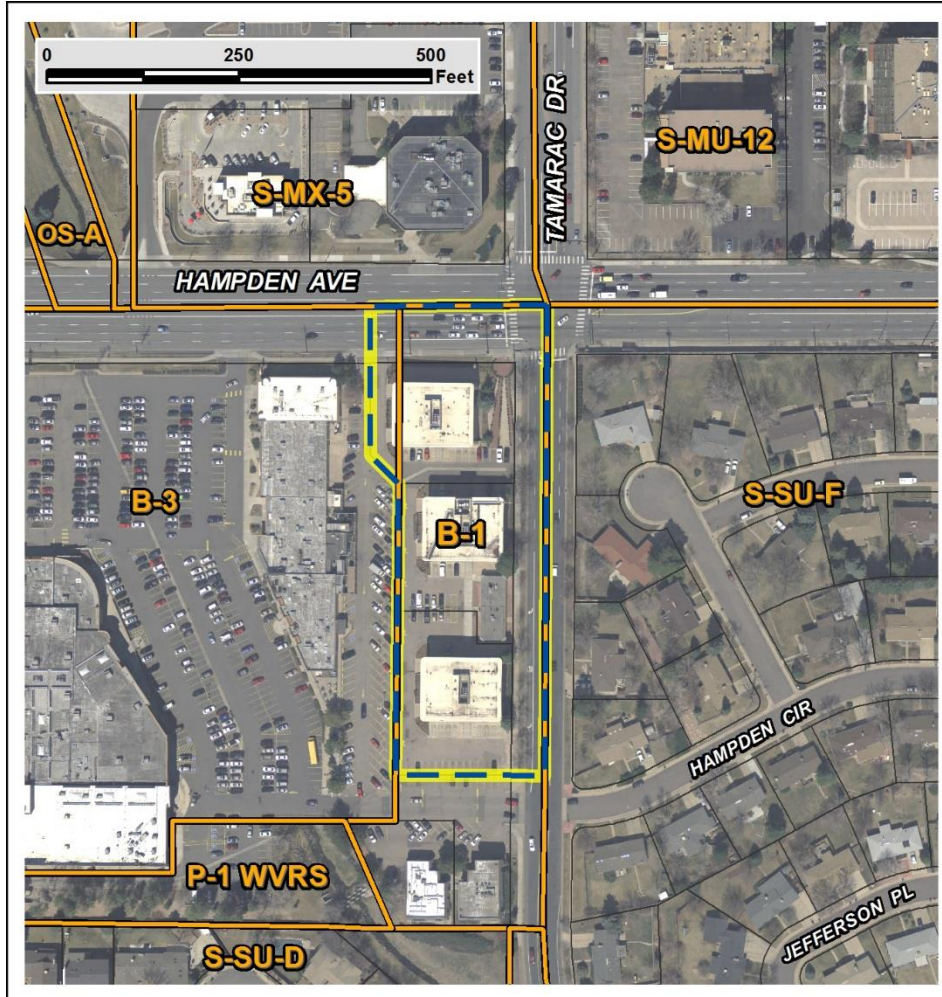 0 250 500
Feet
TAMARAC DR
S-MU-12
S-MX-5
OS-A
HAMPDEN AVE
B-3
B-1
S-SU-F
HAMPDEN CIR
P-1 WVRS
JEFFERSON PL
S-SU-D